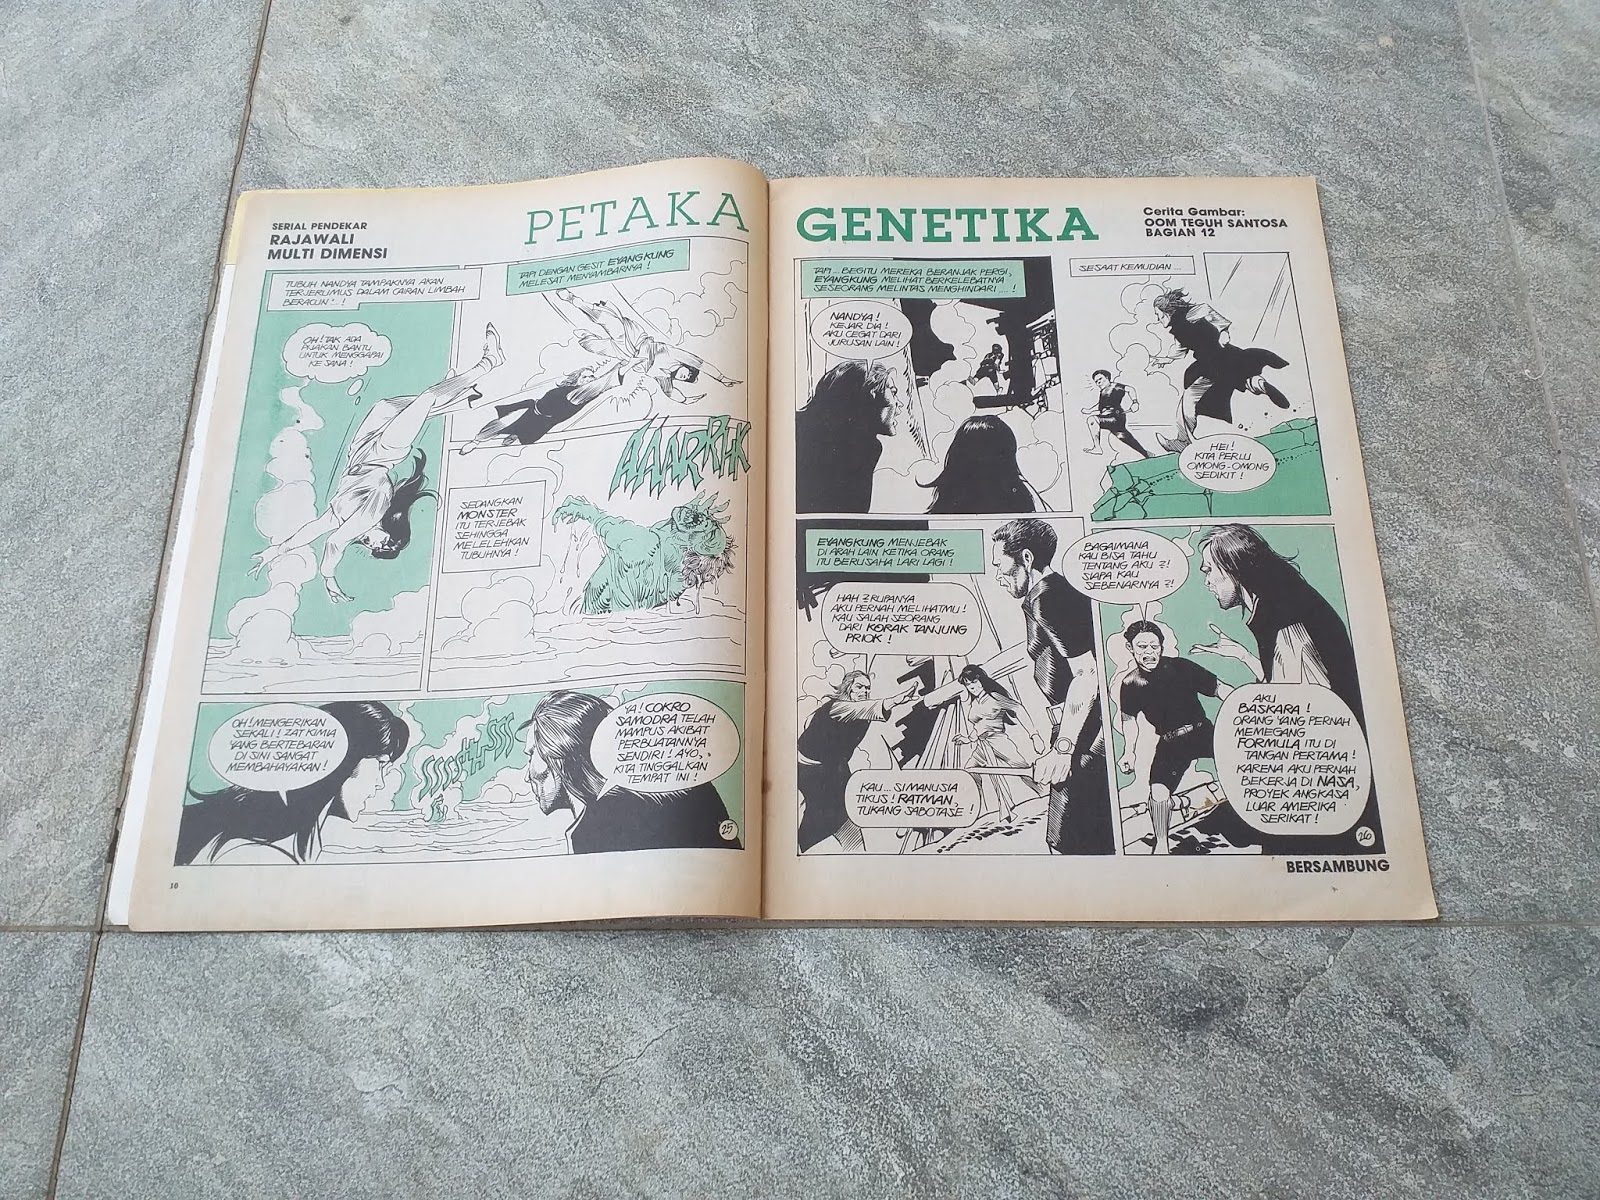 SERIAL PENDEKAR
RAJAWALI
MULTI DIMENSI
PETAKA
TUBUH NANDYA TAMPAKNYA AKAN
TERJERUMUS DALAM CAIRAN LIMBAH
BERACUN ... !
OH! TAK ADA
PIJAKAN BANTU
UNTUK MENGGAPAI
KE SANA!
TAPI DENGAN GESIT EYANGKUNG
MELESAT MENYAMBARNYA!
SEDANGKAN
MONSTER
ITU TERJEBAK
SEHINGGA
MELELEHKAN
TUBUHNYA!
OH! MENGERIKAN
SEKALI! ZAT KIMIA
YANG BERTEBARAN
DI SINI SANGAT
MEMBAHAYAKAN!
YA! COKRO
SAMODRA TELAH
MAMPUS AKIBAT
PERBUATANNYA
SENDIRI! AYO,
KITA TINGGALKAN
TEMPAT INI!
25
10
GENETIKA
Cerita Gambar:
OOM TEGUH SANTOSA
BAGIAN 12
TAPI ... BEGITU MEREKA BERANJAK PERGI,
EYANGKUNG MELIHAT BERKELEBATNYA
SESEORANG MELINTAS MENGHINDARI .... !
NANDYA!
KEJAR DIA!
AKU CEGAT DARI
JURUSAN LAIN!
SESAAT KEMUDIAN ...
HEI!
KITA PERLU
OMONG-OMONG
SEDIKIT!
EYANGKUNG MENJEBAK
DI ARAH LAIN KETIKA ORANG
ITU BERUSAHA LARI LAGI!
HAH? RUPANYA
AKU PERNAH MELIHATMU!
KAU SALAH SEORANG
DARI KORAK TANJUNG
PRIOK!
KAU... SI MANUSIA
TIKUS! RATMAN,
TUKANG SABOTASE!
BAGAIMANA
KAU BISA TAHU
TENTANG AKU?!
SIAPA KAU
SEBENARNYA?!
AKU
BASKARA!
ORANG YANG PERNAH
MEMEGANG
FORMULA ITU DI
TANGAN PERTAMA!
KARENA AKU PERNAH
BEKERJA DI NASA,
PROYEK ANGKASA
LUAR AMERIKA
SERIKAT!
26
BERSAMBUNG